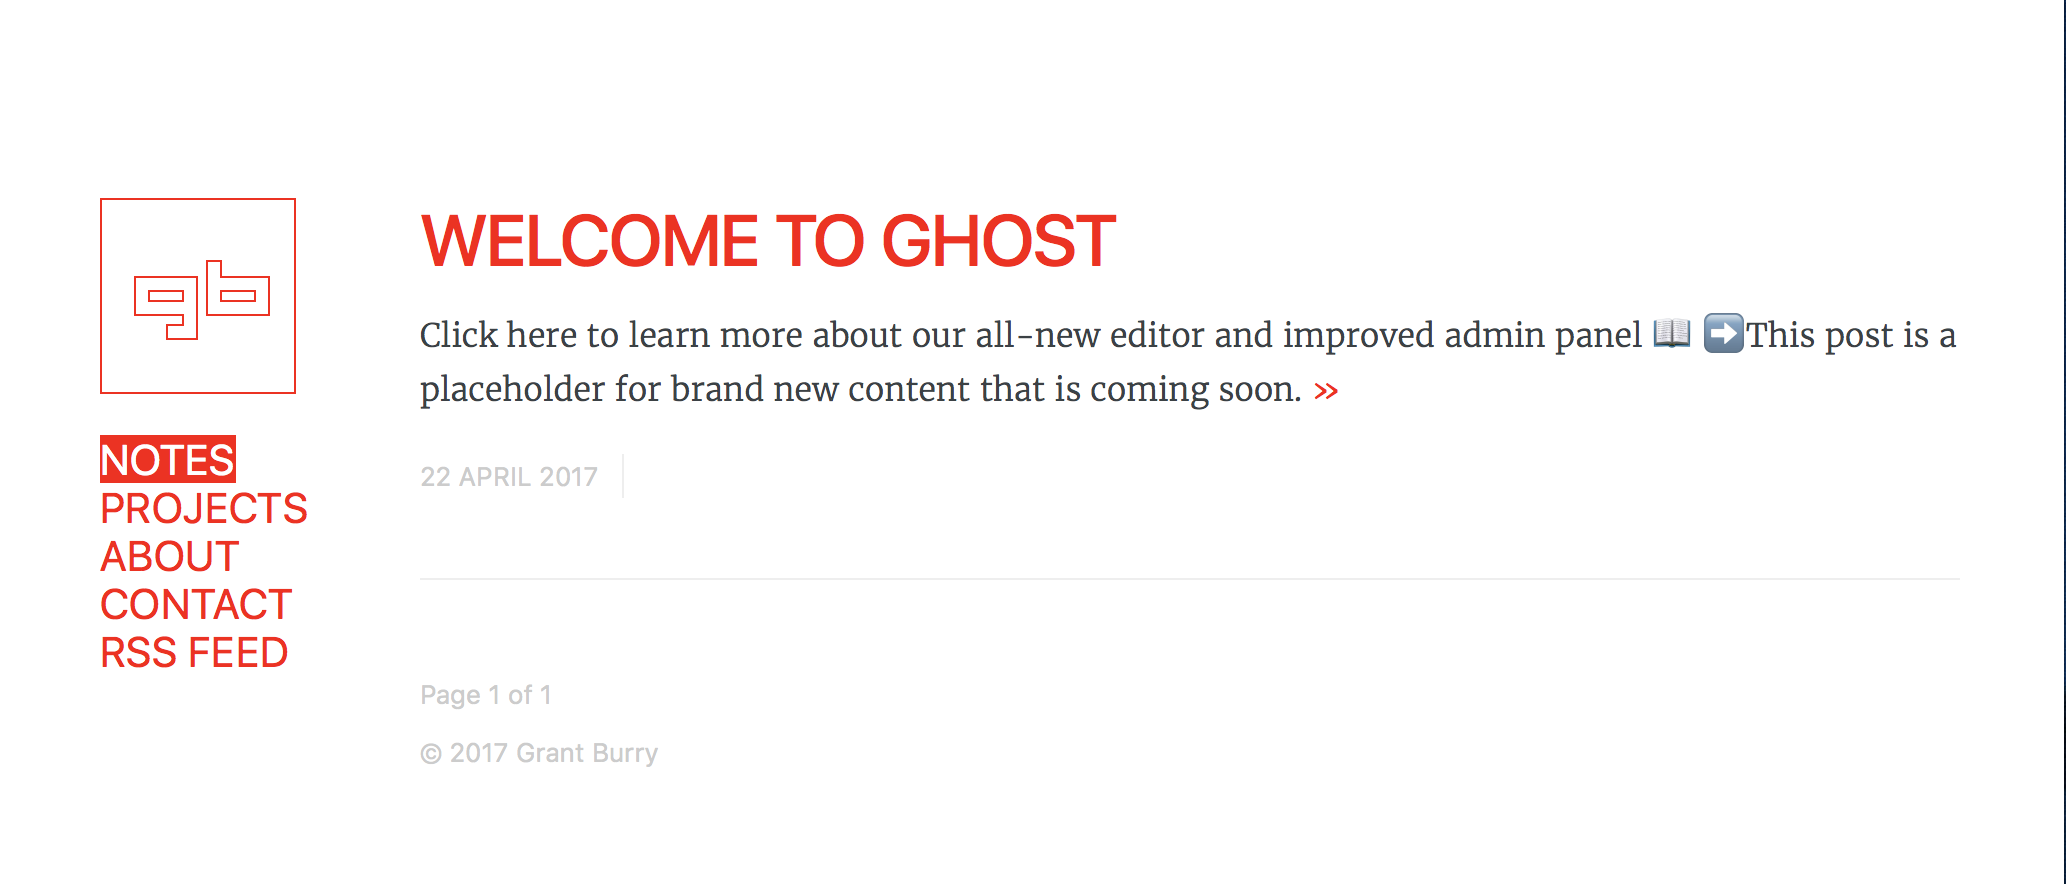 gb
NOTES
PROJECTS
ABOUT
CONTACT
RSS FEED
WELCOME TO GHOST
Click here to learn more about our all-new editor and improved admin panel 📖 ➡️This post is a
placeholder for brand new content that is coming soon. »
22 APRIL 2017
Page 1 of 1
© 2017 Grant Burry